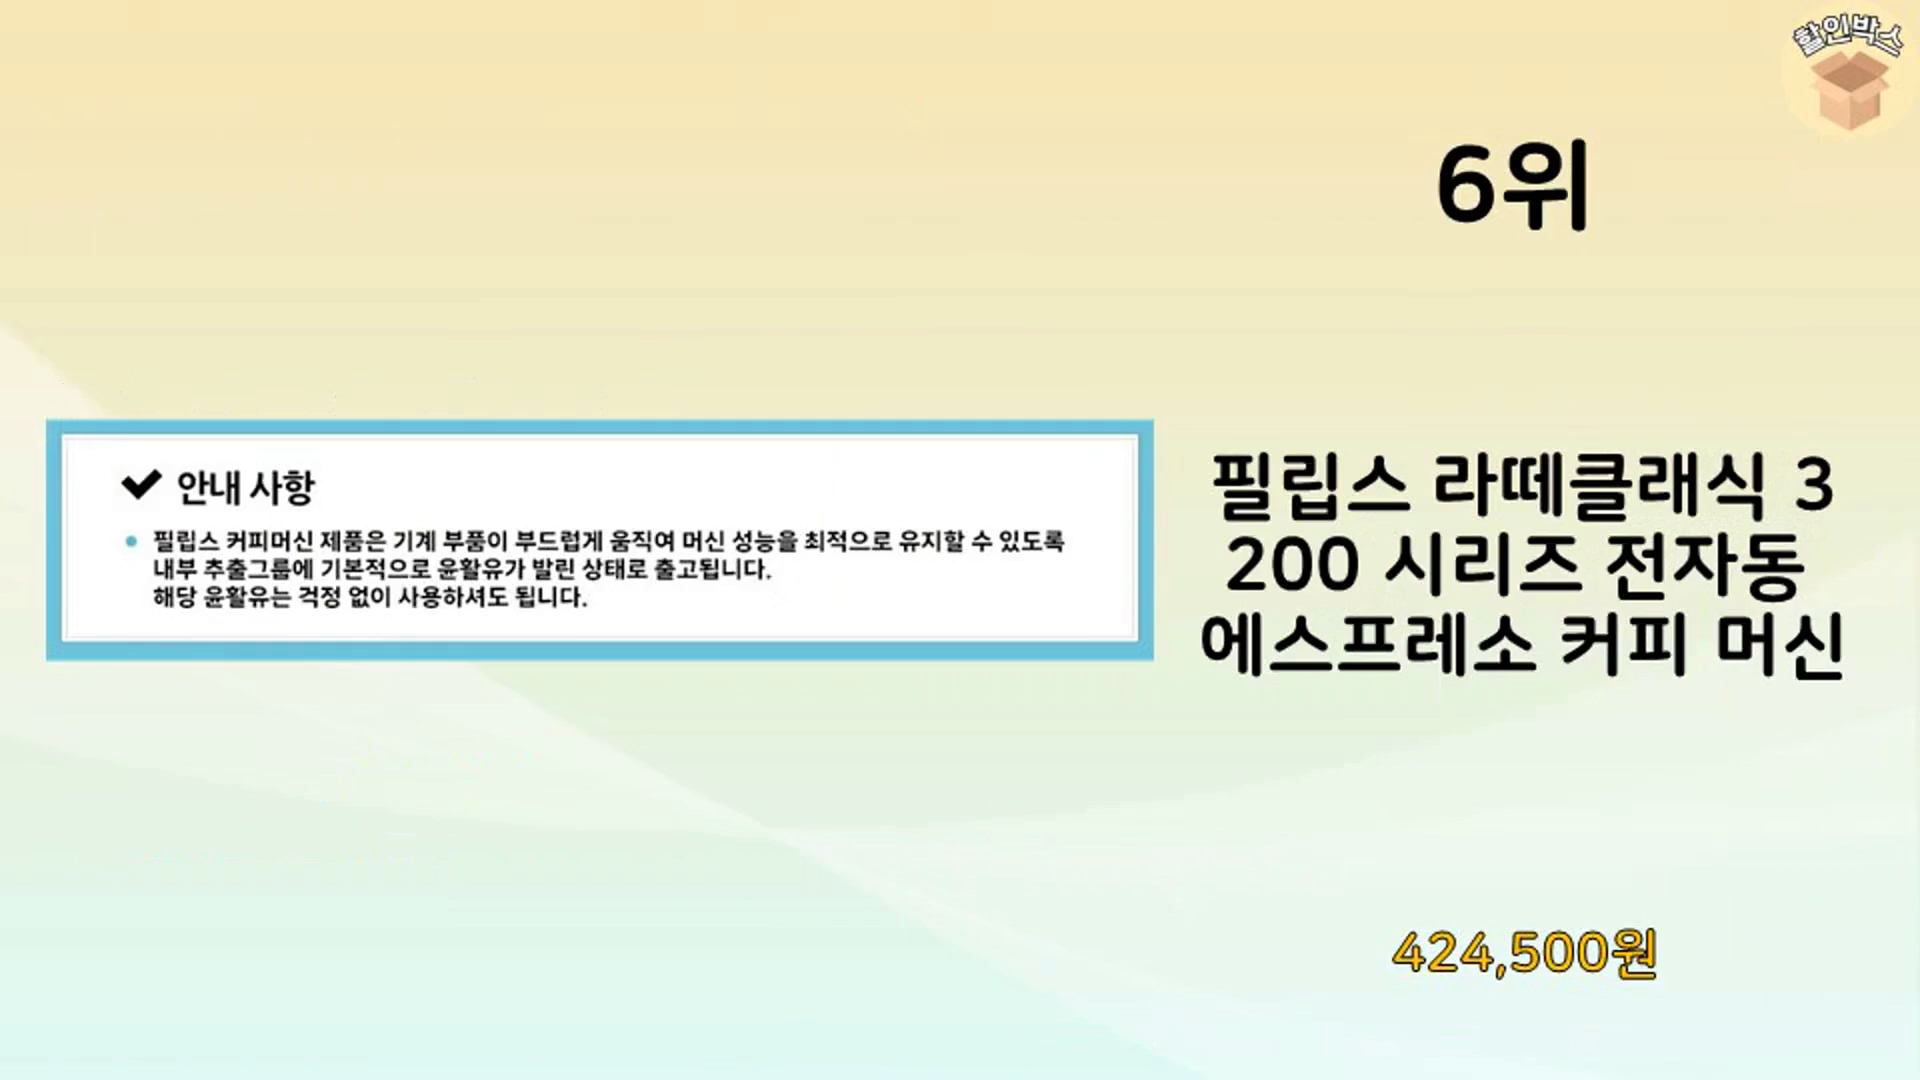 할인박스
6위
✔ 안내 사항
• 필립스 커피머신 제품은 기계 부품이 부드럽게 움직여 머신 성능을 최적으로 유지할 수 있도록
내부 추출그룹에 기본적으로 윤활유가 발린 상태로 출고됩니다.
해당 윤활유는 걱정 없이 사용하셔도 됩니다.
필립스 라떼클래식 3
200 시리즈 전자동
에스프레소 커피 머신
424,500원